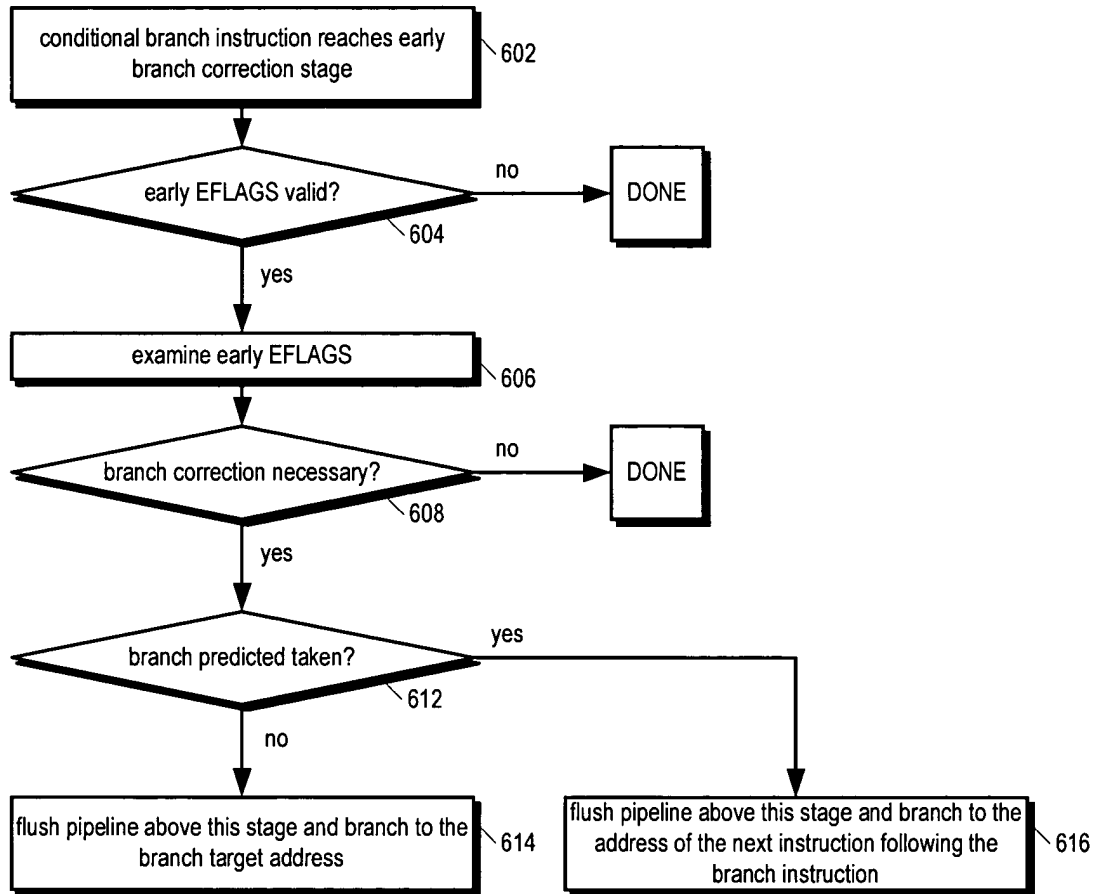 conditional branch instruction reaches early
branch correction stage
602
early EFLAGS valid?
no
DONE
604
yes
examine early EFLAGS
606
branch correction necessary?
no
DONE
608
yes
branch predicted taken?
yes
612
no
flush pipeline above this stage and branch to the
branch target address
614
flush pipeline above this stage and branch to the
address of the next instruction following the
branch instruction
616